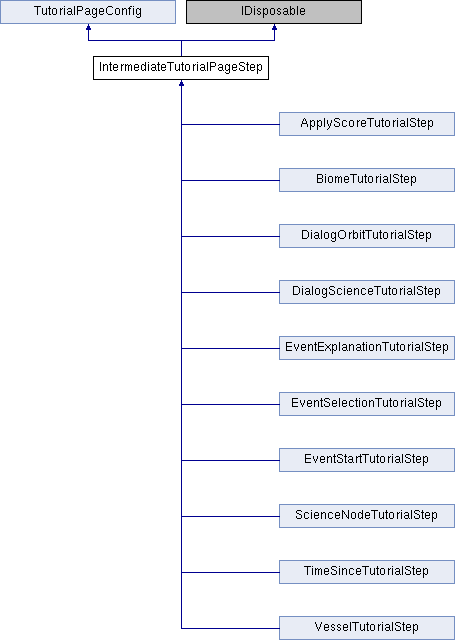 TutorialPageConfig
IDisposable
IntermediateTutorialPageStep
ApplyScoreTutorialStep
BiomeTutorialStep
DialogOrbitTutorialStep
DialogScienceTutorialStep
EventExplanationTutorialStep
EventSelectionTutorialStep
EventStartTutorialStep
ScienceNodeTutorialStep
TimeSinceTutorialStep
VesselTutorialStep